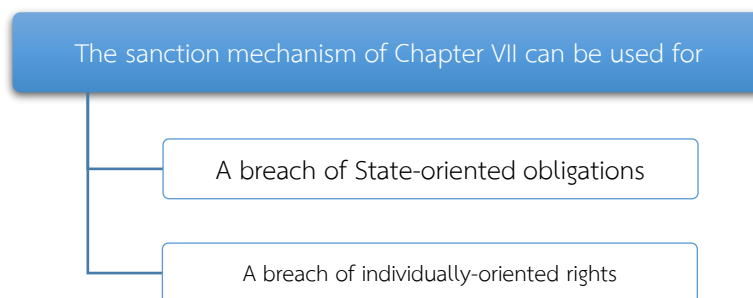 The sanction mechanism of Chapter VII can be used for
A breach of State-oriented obligations
A breach of individually-oriented rights